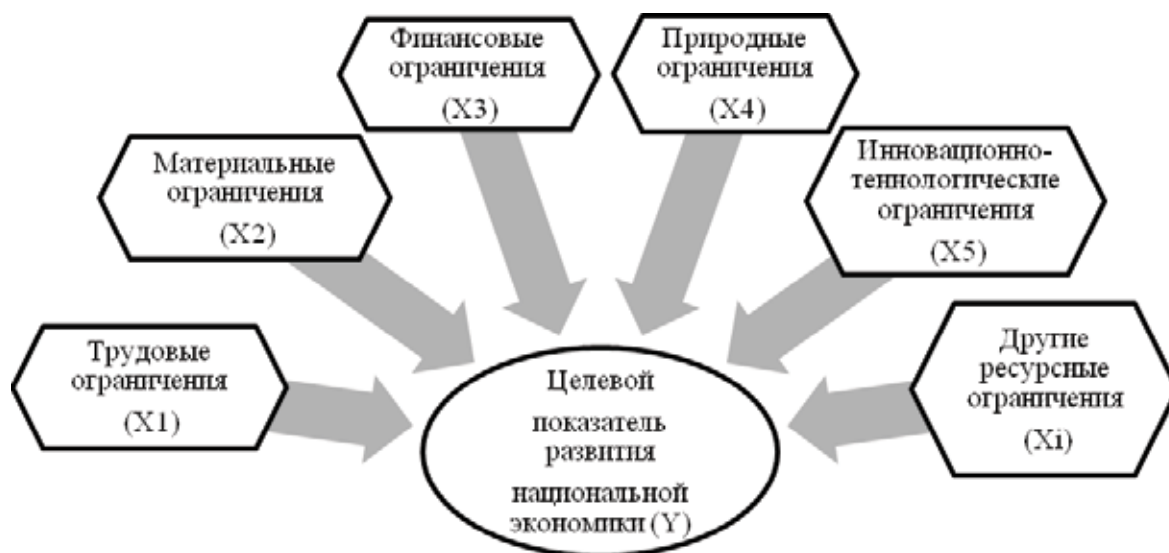 Финансовые
ограничения
(X3)
Природные
ограничения
(X4)
Материальные
ограничения
(X2)
Инновационно-
теннологические
ограничения
(X5)
Трудовые
ограничения
(X1)
Другие
ресурсные
ограничения
(Xi)
Целевой
показатель
развития
национальной
экономики (Y)